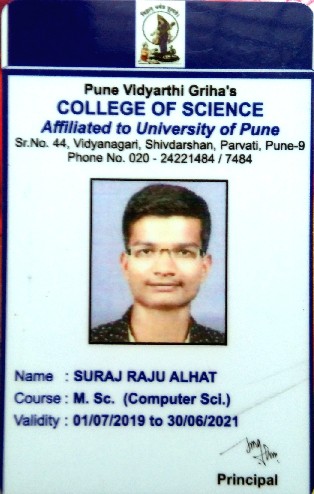 Pune Vidyarthi Griha's
COLLEGE OF SCIENCE
Affiliated to University of Pune
Sr.No. 44, Vidyanagari, Shivdarshan, Parvati, Pune-9
Phone No. 020 - 24221484 / 7484
Name : SURAJ RAJU ALHAT
Course : M. Sc. (Computer Sci.)
Validity : 01/07/2019 to 30/06/2021
Principal